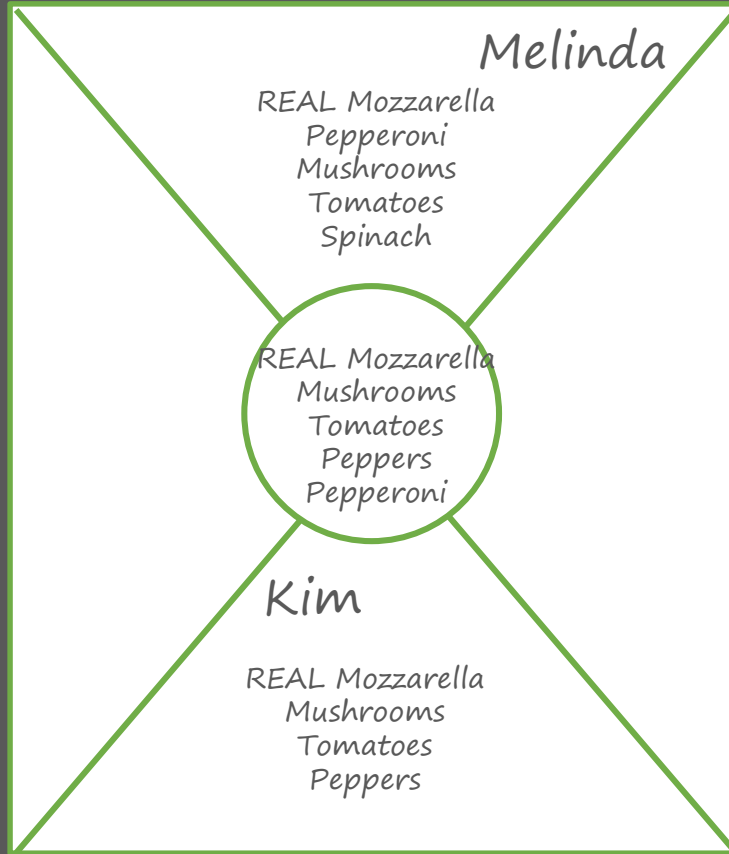 Melinda
REAL Mozzarella
Pepperoni
Mushrooms
Tomatoes
Spinach
REAL Mozzarella
Mushrooms
Tomatoes
Peppers
Pepperoni
Kim
REAL Mozzarella
Mushrooms
Tomatoes
Peppers